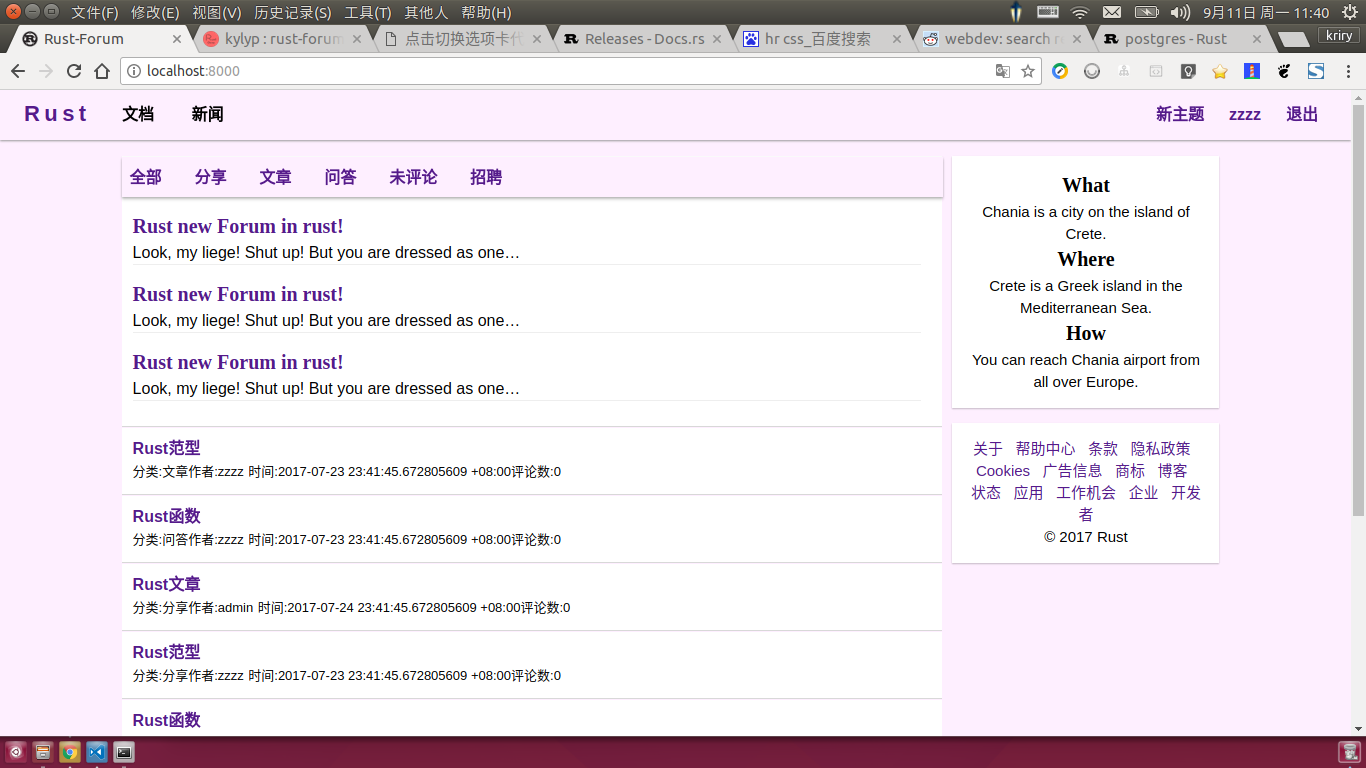 文件(F) 修改(E) 视图(V) 历史记录(S) 工具(T) 其他人 帮助(H) 9月11日 周一 11:40
Rust-Forum kylyp : rust-forum 点击切换选项卡代 Releases - Docs.rs hr css_百度搜索 webdev: search re postgres - Rust kriry
localhost:8000
Rust 文档 新闻 新主题 zzzz 退出
全部 分享 文章 问答 未评论 招聘
Rust new Forum in rust!
Look, my liege! Shut up! But you are dressed as one…
Rust new Forum in rust!
Look, my liege! Shut up! But you are dressed as one…
Rust new Forum in rust!
Look, my liege! Shut up! But you are dressed as one…
Rust范型
分类:文章作者:zzzz 时间:2017-07-23 23:41:45.672805609 +08:00评论数:0
Rust函数
分类:问答作者:zzzz 时间:2017-07-23 23:41:45.672805609 +08:00评论数:0
Rust文章
分类:分享作者:admin 时间:2017-07-24 23:41:45.672805609 +08:00评论数:0
Rust范型
分类:分享作者:zzzz 时间:2017-07-23 23:41:45.672805609 +08:00评论数:0
Rust函数
What
Chania is a city on the island of
Crete.
Where
Crete is a Greek island in the
Mediterranean Sea.
How
You can reach Chania airport from
all over Europe.
关于 帮助中心 条款 隐私政策
Cookies 广告信息 商标 博客
状态 应用 工作机会 企业 开发
者
© 2017 Rust